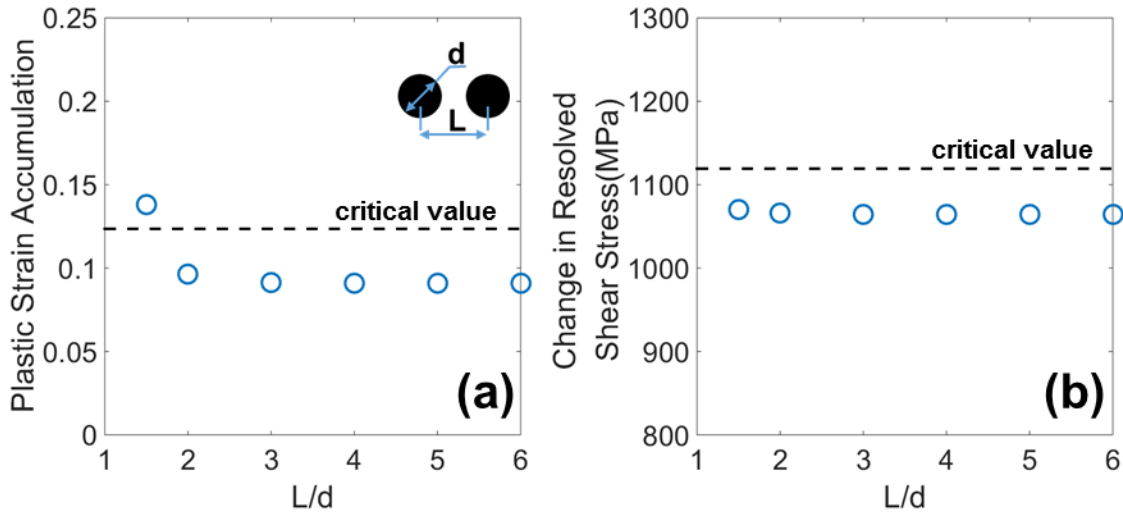 Plastic Strain Accumulation
0.25
0.2
0.15
0.1
0.05
0
d
L
critical value
(a)
1 2 3 4 5 6
L/d
Change in Resolved
Shear Stress(MPa)
1300
1200
1100
1000
900
800
critical value
(b)
1 2 3 4 5 6
L/d